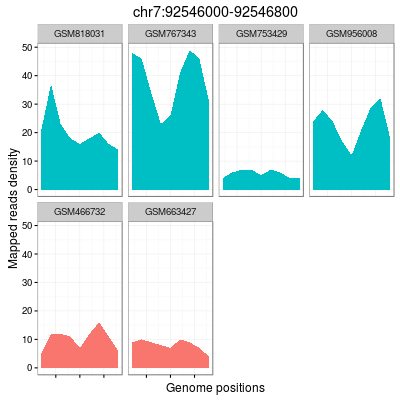 chr7:92546000-92546800
GSM818031 GSM767343 GSM753429 GSM956008
50
40
30
20
10
0
GSM466732 GSM663427
50
40
30
20
10
0
Mapped reads density
Genome positions